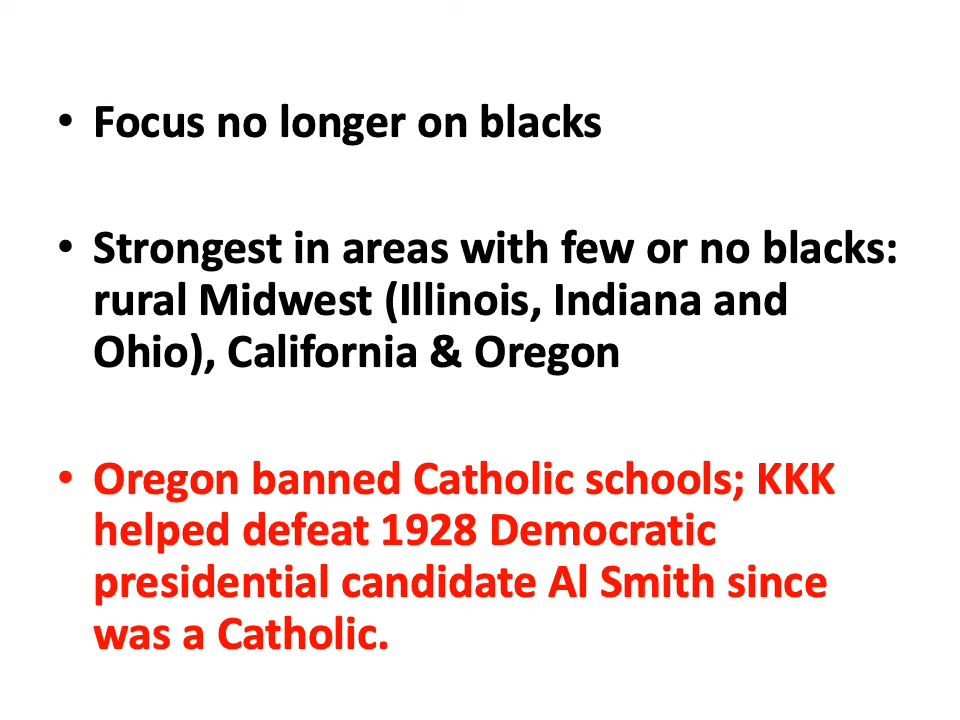 • Focus no longer on blacks
• Strongest in areas with few or no blacks:
rural Midwest (Illinois, Indiana and
Ohio), California & Oregon
• Oregon banned Catholic schools; KKK
helped defeat 1928 Democratic
presidential candidate Al Smith since
was a Catholic.